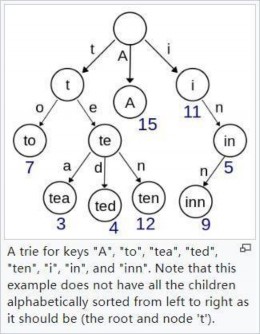 t A i
t A i
15 11
o e n
to te in
7 5
a d n n
tea ted ten inn
3 4 12 9
A trie for keys "A", "to", "tea", "ted",
"ten", "i", "in", and "inn". Note that this
example does not have all the children
alphabetically sorted from left to right as
it should be (the root and node 't').